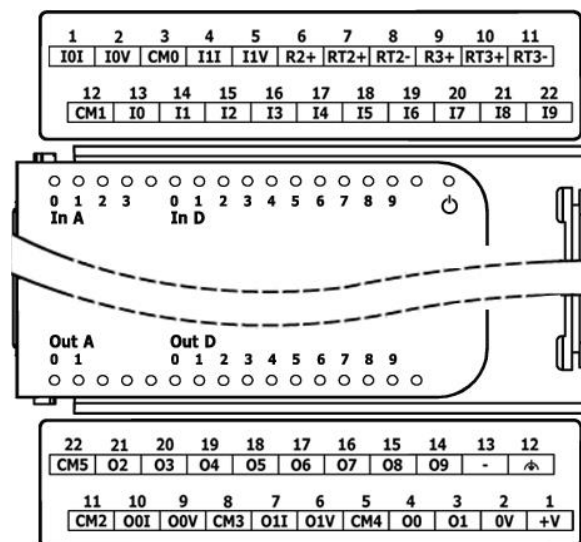 1 2 3 4 5 6 7 8 9 10 11
I0I I0V CM0 I1I I1V R2+ RT2+ RT2- R3+ RT3+ RT3-
12 13 14 15 16 17 18 19 20 21 22
CM1 I0 I1 I2 I3 I4 I5 I6 I7 I8 I9
0 1 2 3 0 1 2 3 4 5 6 7 8 9
In A In D
Out A Out D
0 1 0 1 2 3 4 5 6 7 8 9
22 21 20 19 18 17 16 15 14 13 12
CM5 O2 O3 O4 O5 O6 O7 O8 O9 -
11 10 9 8 7 6 5 4 3 2 1
CM2 O0I O0V CM3 O1I O1V CM4 O0 O1 0V +V